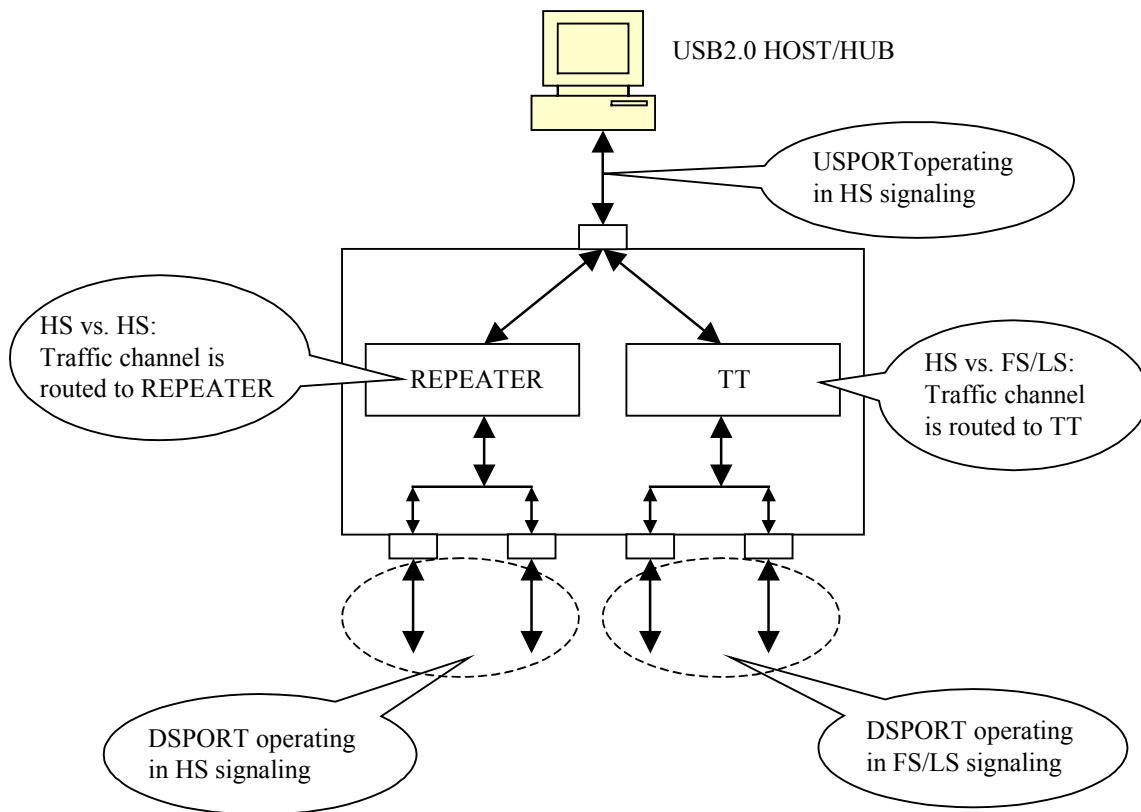 USB2.0 HOST/HUB
USPORToperating
in HS signaling
HS vs. HS:
Traffic channel is
routed to REPEATER
REPEATER
TT
HS vs. FS/LS:
Traffic channel
is routed to TT
DSPORT operating
in HS signaling
DSPORT operating
in FS/LS signaling